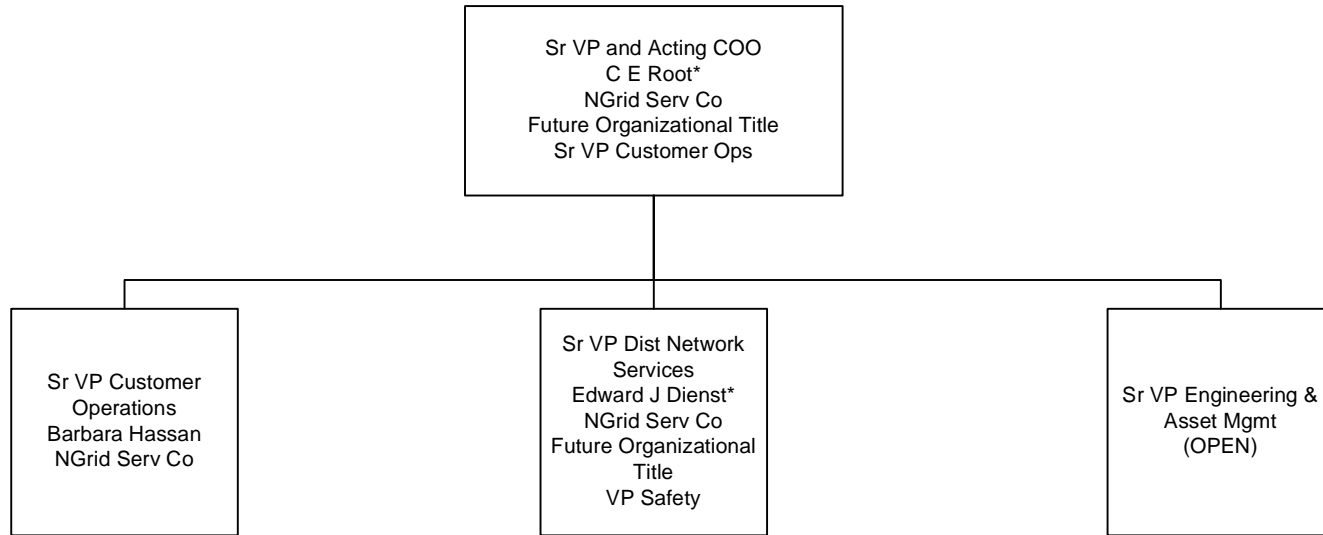 Sr VP and Acting COO
C E Root*
NGrid Serv Co
Future Organizational Title
Sr VP Customer Ops
Sr VP Customer
Operations
Barbara Hassan
NGrid Serv Co
Sr VP Dist Network
Services
Edward J Dienst*
NGrid Serv Co
Future Organizational
Title
VP Safety
Sr VP Engineering &
Asset Mgmt
(OPEN)